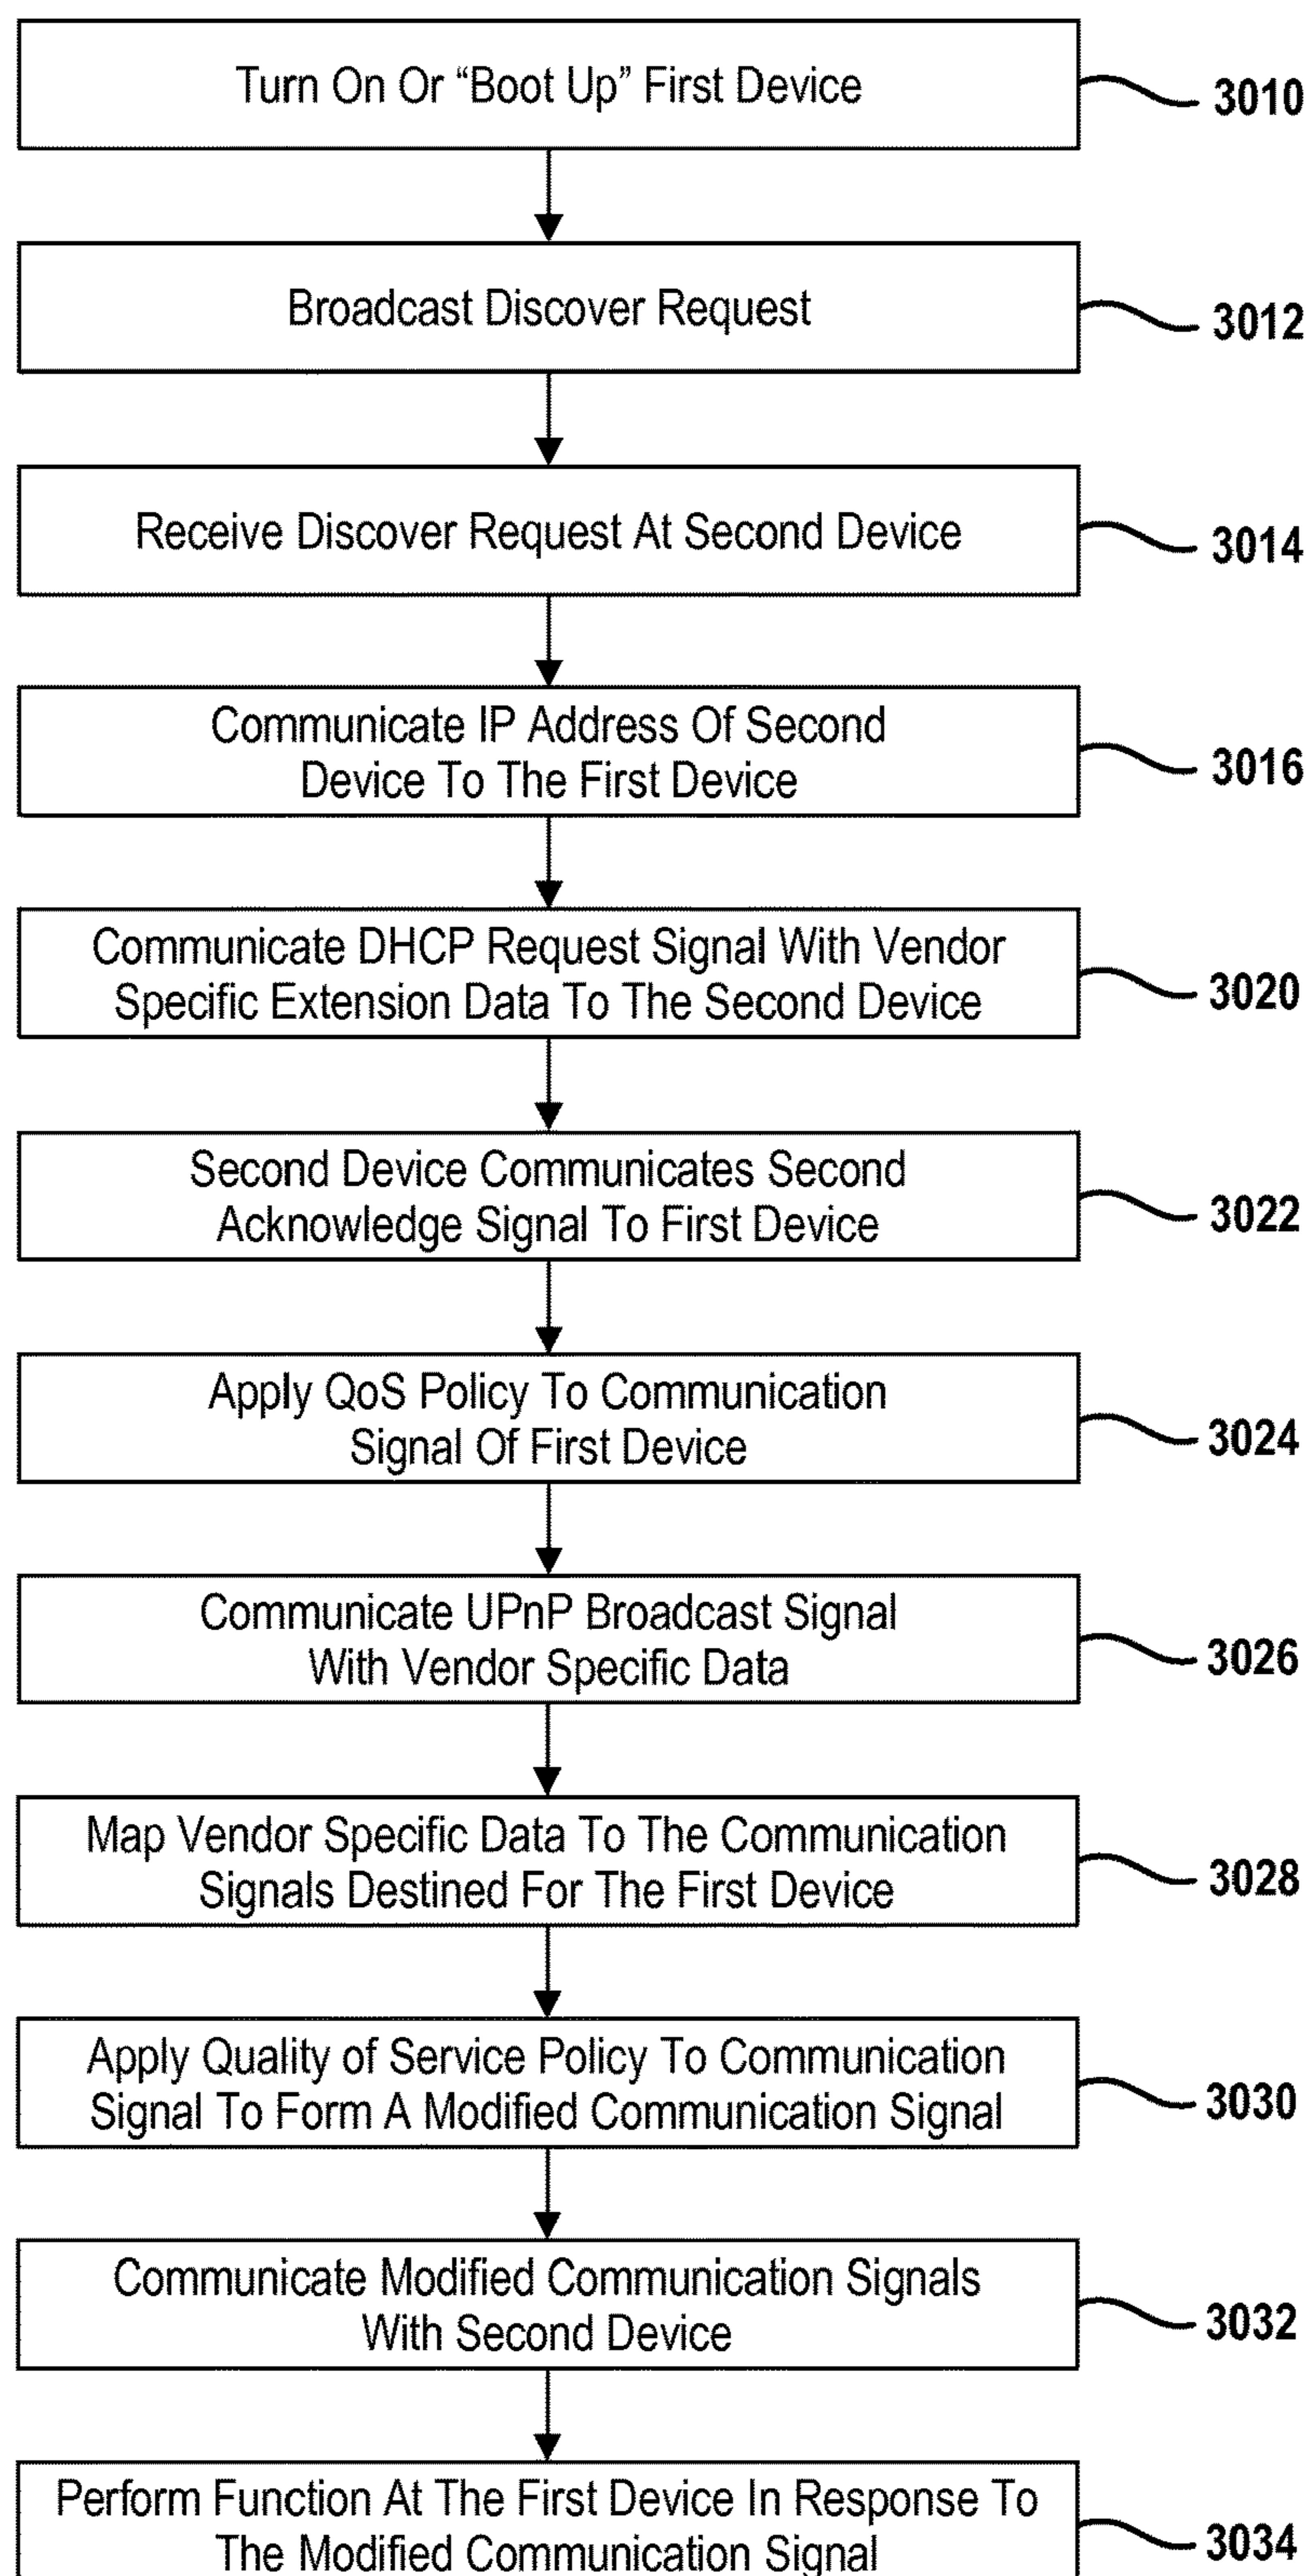 Turn On Or “Boot Up” First Device
3010
Broadcast Discover Request
3012
Receive Discover Request At Second Device
3014
Communicate IP Address Of Second
Device To The First Device
3016
Communicate DHCP Request Signal With Vendor
Specific Extension Data To The Second Device
3020
Second Device Communicates Second
Acknowledge Signal To First Device
3022
Apply QoS Policy To Communication
Signal Of First Device
3024
Communicate UPnP Broadcast Signal
With Vendor Specific Data
3026
Map Vendor Specific Data To The Communication
Signals Destined For The First Device
3028
Apply Quality of Service Policy To Communication
Signal To Form A Modified Communication Signal
3030
Communicate Modified Communication Signals
With Second Device
3032
Perform Function At The First Device In Response To
The Modified Communication Signal
3034